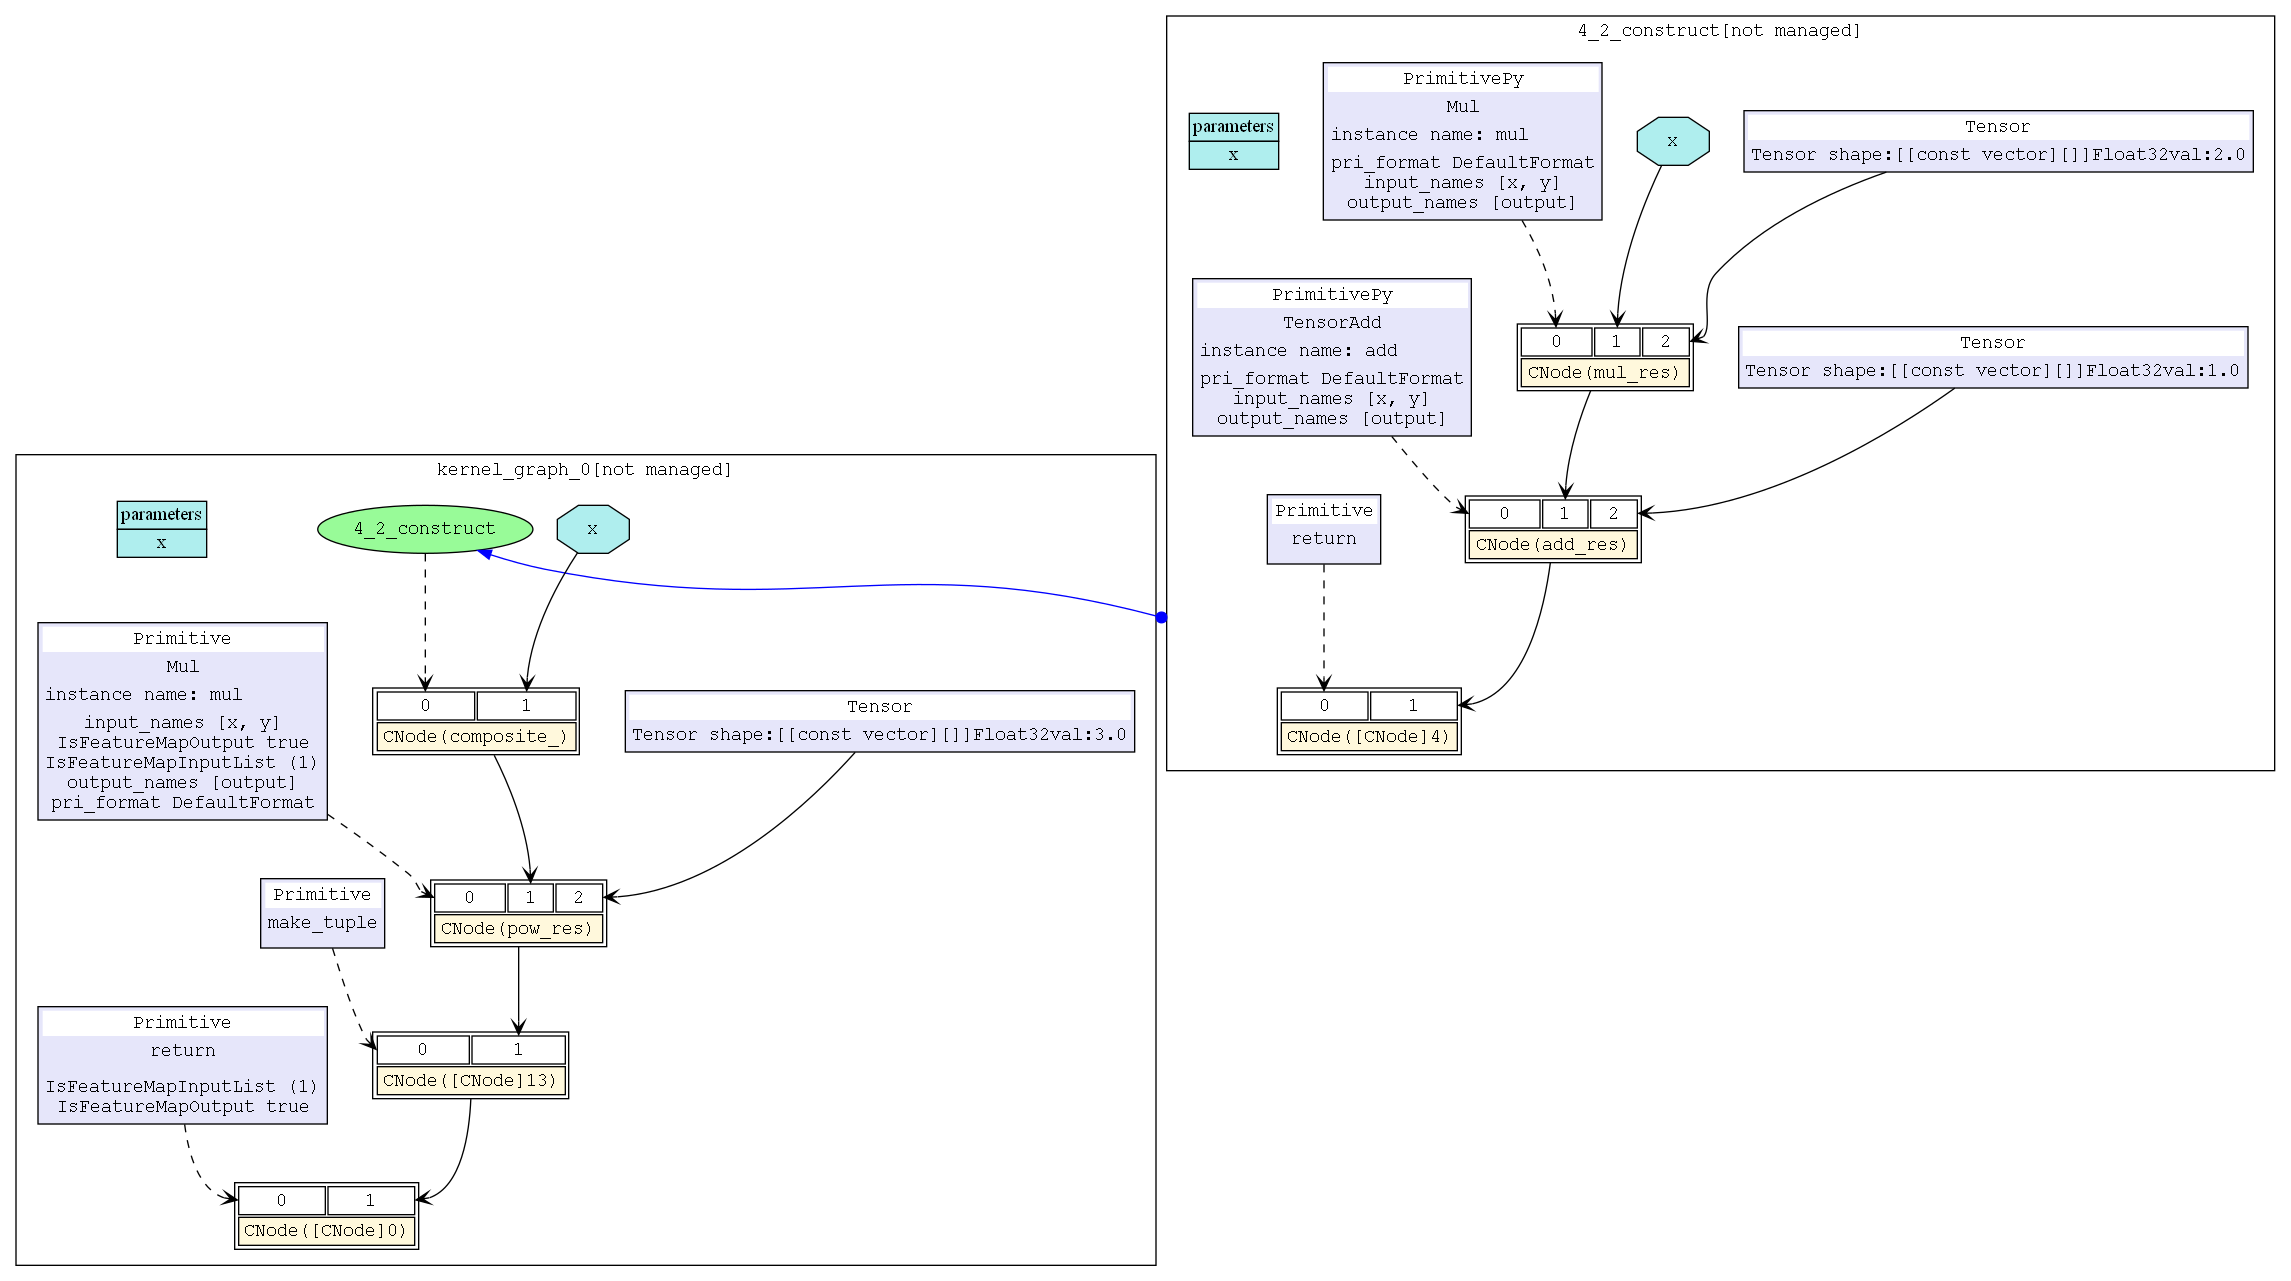 4_2_construct[not managed]
PrimitivePy
Mul
instance name: mul
pri_format DefaultFormat
input_names [x, y]
output_names [output]
parameters
x
x
Tensor
Tensor shape:[[const vector][]]Float32val:2.0
PrimitivePy
TensorAdd
instance name: add
pri_format DefaultFormat
input_names [x, y]
output_names [output]
0 1 2
CNode(mul_res)
Tensor
Tensor shape:[[const vector][]]Float32val:1.0
Primitive
return
0 1 2
CNode(add_res)
0 1
CNode([CNode]4)
kernel_graph_0[not managed]
parameters
x
4_2_construct
x
Primitive
Mul
instance name: mul
input_names [x, y]
IsFeatureMapOutput true
IsFeatureMapInputList (1)
output_names [output]
pri_format DefaultFormat
0 1
CNode(composite_)
Tensor
Tensor shape:[[const vector][]]Float32val:3.0
Primitive
make_tuple
0 1 2
CNode(pow_res)
Primitive
return
IsFeatureMapInputList (1)
IsFeatureMapOutput true
0 1
CNode([CNode]13)
0 1
CNode([CNode]0)